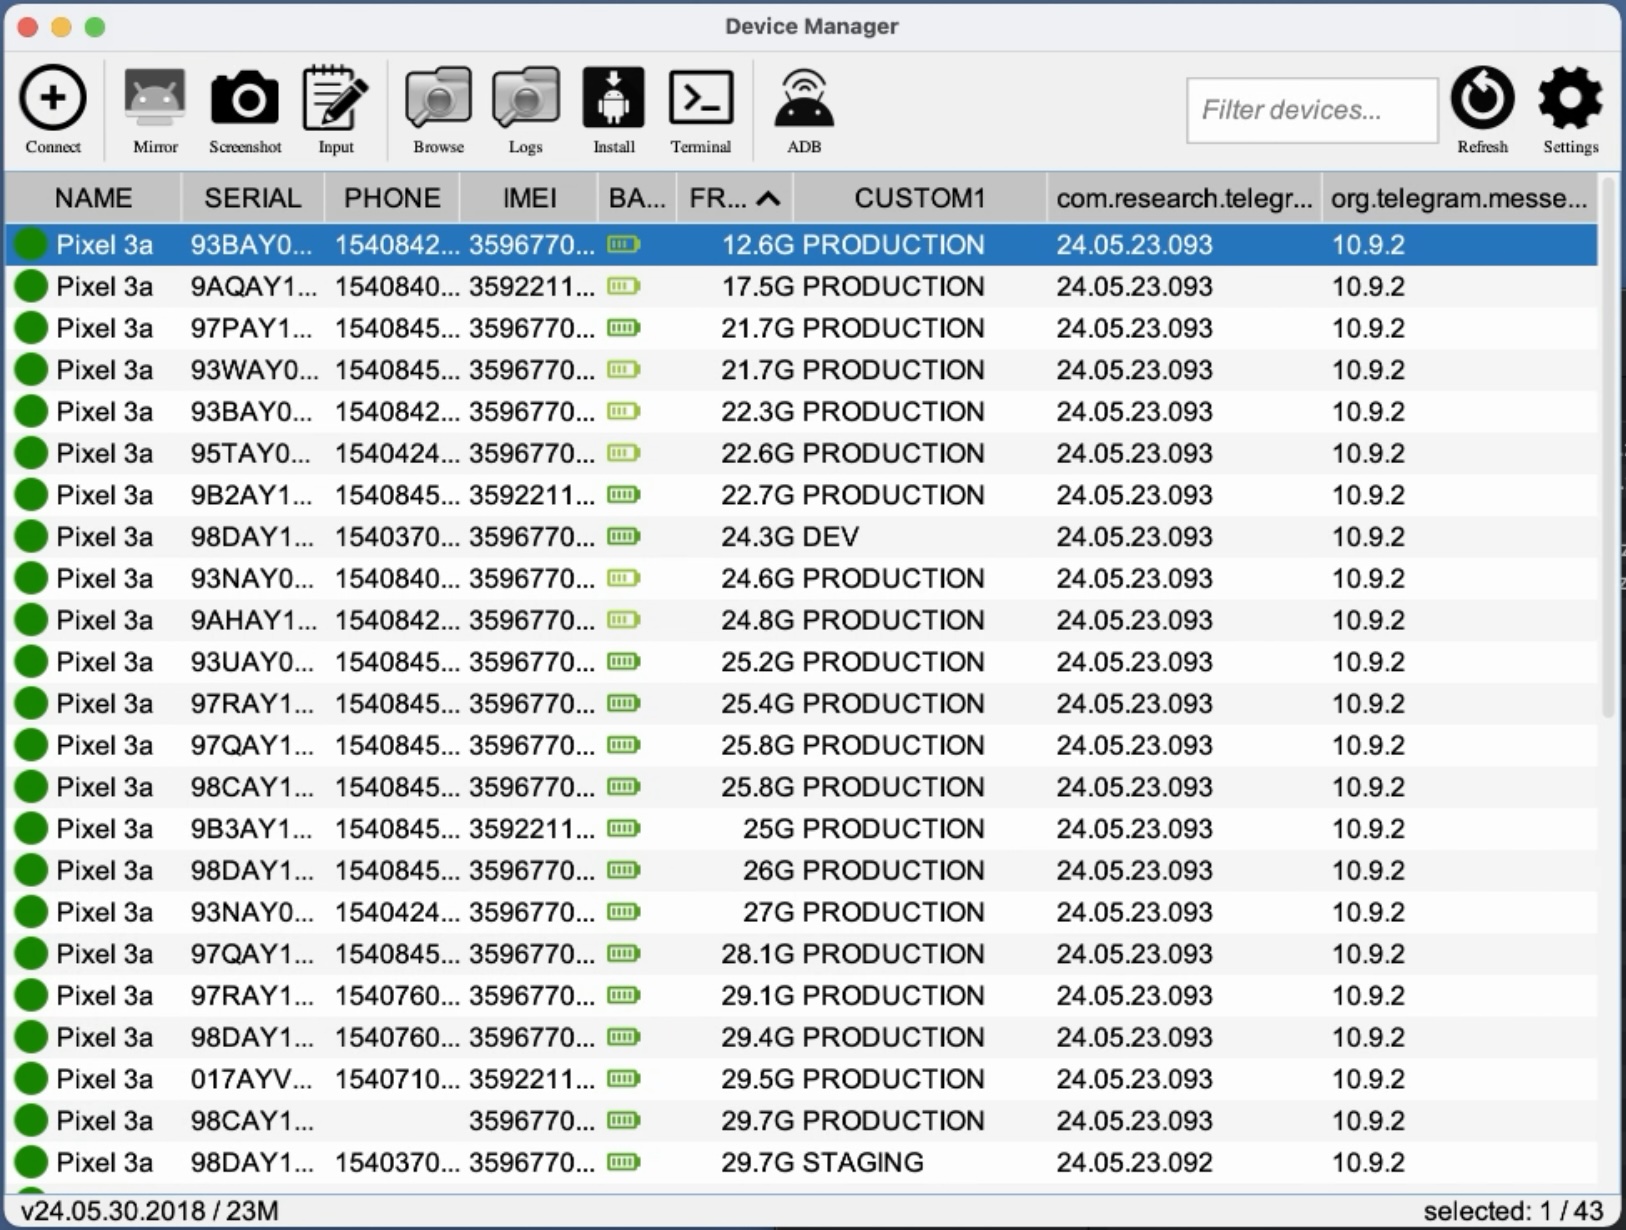 Device Manager
Connect Mirror Screenshot Input Browse Logs Install Terminal ADB Filter devices... Refresh Settings
NAME SERIAL PHONE IMEI BA... FR... CUSTOM1 com.research.telegr... org.telegram.messe...
Pixel 3a 93BAY0... 1540842... 3596770... 12.6G PRODUCTION 24.05.23.093 10.9.2
Pixel 3a 9AQAY1... 1540840... 3592211... 17.5G PRODUCTION 24.05.23.093 10.9.2
Pixel 3a 97PAY1... 1540845... 3596770... 21.7G PRODUCTION 24.05.23.093 10.9.2
Pixel 3a 93WAY0... 1540845... 3596770... 21.7G PRODUCTION 24.05.23.093 10.9.2
Pixel 3a 93BAY0... 1540842... 3596770... 22.3G PRODUCTION 24.05.23.093 10.9.2
Pixel 3a 95TAY0... 1540424... 3596770... 22.6G PRODUCTION 24.05.23.093 10.9.2
Pixel 3a 9B2AY1... 1540845... 3592211... 22.7G PRODUCTION 24.05.23.093 10.9.2
Pixel 3a 98DAY1... 1540370... 3596770... 24.3G DEV 24.05.23.093 10.9.2
Pixel 3a 93NAY0... 1540840... 3596770... 24.6G PRODUCTION 24.05.23.093 10.9.2
Pixel 3a 9AHAY1... 1540842... 3596770... 24.8G PRODUCTION 24.05.23.093 10.9.2
Pixel 3a 93UAY0... 1540845... 3596770... 25.2G PRODUCTION 24.05.23.093 10.9.2
Pixel 3a 97RAY1... 1540845... 3596770... 25.4G PRODUCTION 24.05.23.093 10.9.2
Pixel 3a 97QAY1... 1540845... 3596770... 25.8G PRODUCTION 24.05.23.093 10.9.2
Pixel 3a 98CAY1... 1540845... 3596770... 25.8G PRODUCTION 24.05.23.093 10.9.2
Pixel 3a 9B3AY1... 1540845... 3592211... 25G PRODUCTION 24.05.23.093 10.9.2
Pixel 3a 98DAY1... 1540845... 3596770... 26G PRODUCTION 24.05.23.093 10.9.2
Pixel 3a 93NAY0... 1540424... 3596770... 27G PRODUCTION 24.05.23.093 10.9.2
Pixel 3a 97QAY1... 1540845... 3596770... 28.1G PRODUCTION 24.05.23.093 10.9.2
Pixel 3a 97RAY1... 1540760... 3596770... 29.1G PRODUCTION 24.05.23.093 10.9.2
Pixel 3a 98DAY1... 1540760... 3596770... 29.4G PRODUCTION 24.05.23.093 10.9.2
Pixel 3a 017AYV... 1540710... 3592211... 29.5G PRODUCTION 24.05.23.093 10.9.2
Pixel 3a 98CAY1... 3596770... 29.7G PRODUCTION 24.05.23.093 10.9.2
Pixel 3a 98DAY1... 1540370... 3596770... 29.7G STAGING 24.05.23.092 10.9.2
v24.05.30.2018 / 23M selected: 1 / 43